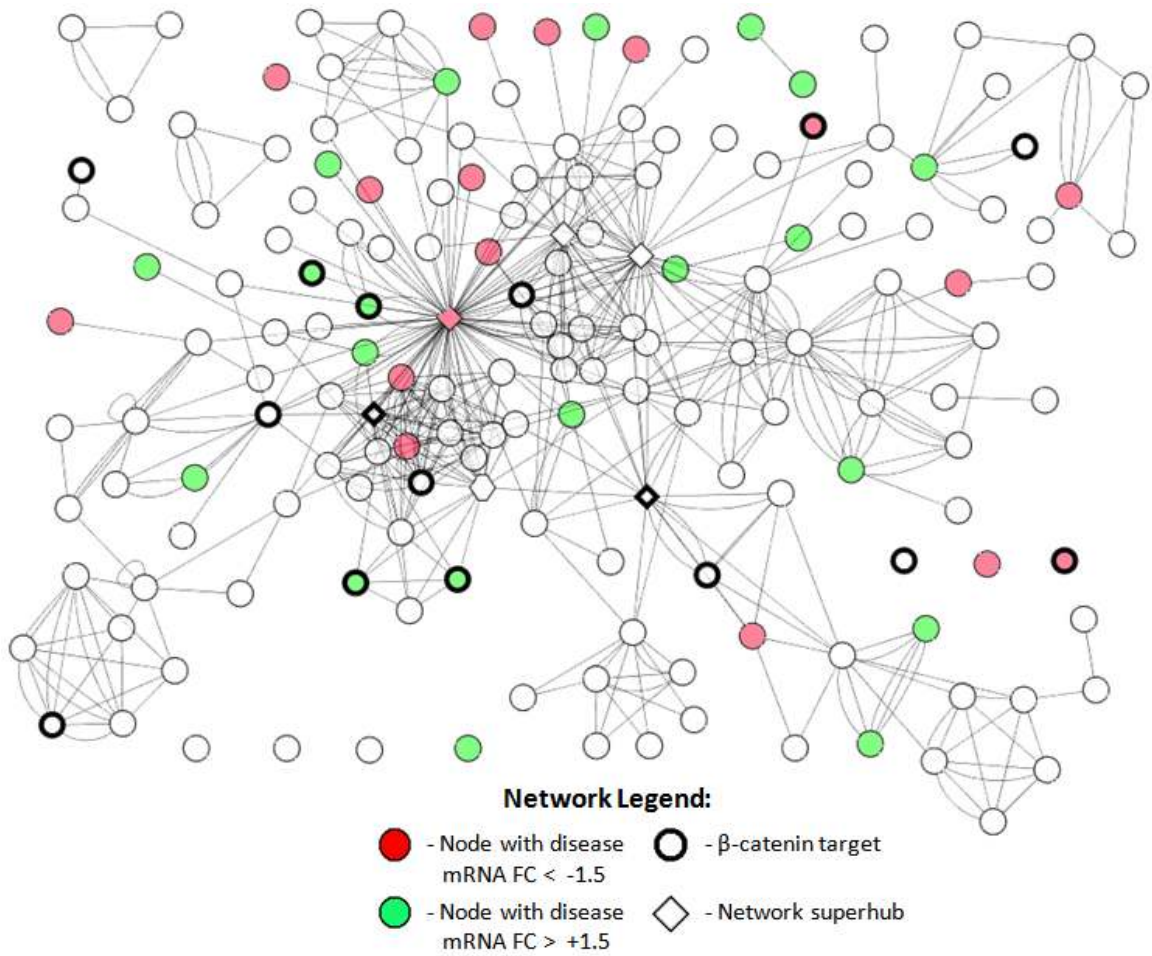 Network Legend:
- Node with disease
mRNA FC < -1.5
- β-catenin target
- Node with disease
mRNA FC > +1.5
- Network superhub